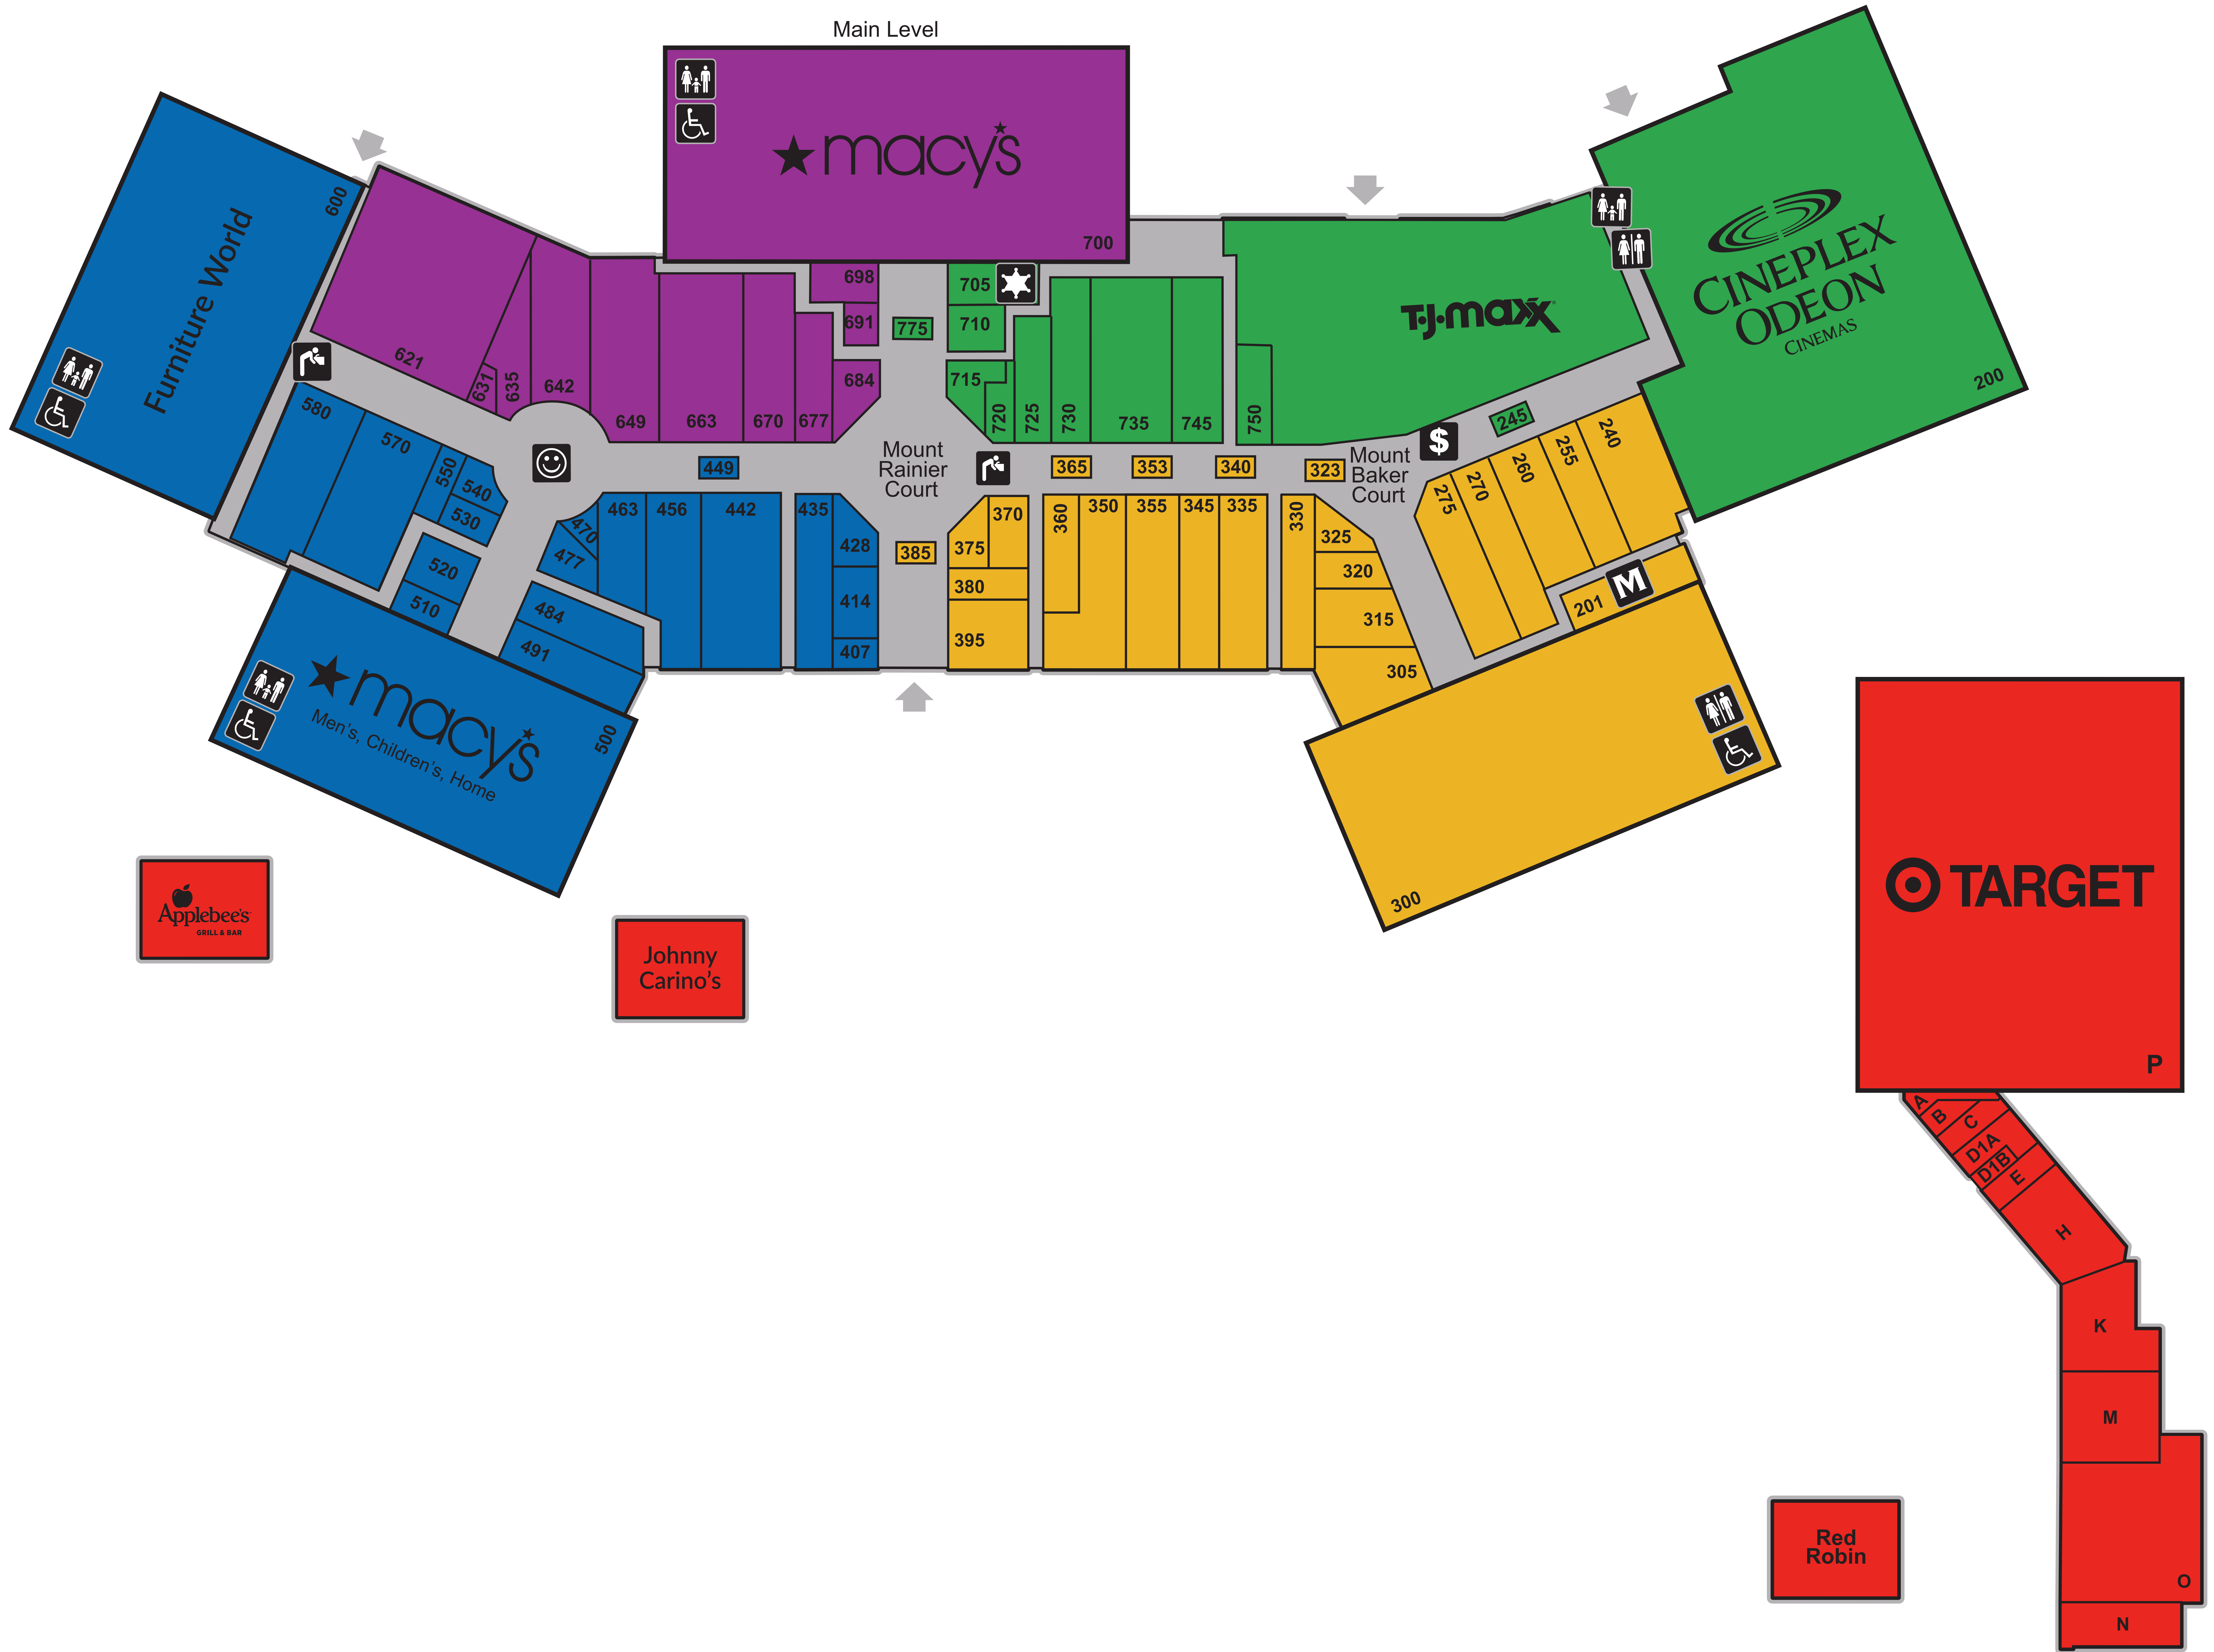 Main Level
macy's
700
Furniture World
600
621
631
635
642
649
663
670
677
684
691
698
775
705
710
715
720
725
730
735
745
750
T·J·maxx
CINEPLEX
ODEON
CINEMAS
200
580
570
550
540
530
520
510
449
Mount
Rainier
Court
365
353
340
323
Mount
Baker
Court
$
245
240
255
260
270
275
201
M
470
477
463
456
442
435
428
414
407
484
491
385
370
375
380
395
360
350
355
345
335
330
325
320
315
305
macy's
Men's, Children's, Home
500
300
Applebee's
GRILL & BAR
Johnny
Carino's
TARGET
P
A
B
C
D1A
D1B
E
H
K
M
O
N
Red
Robin